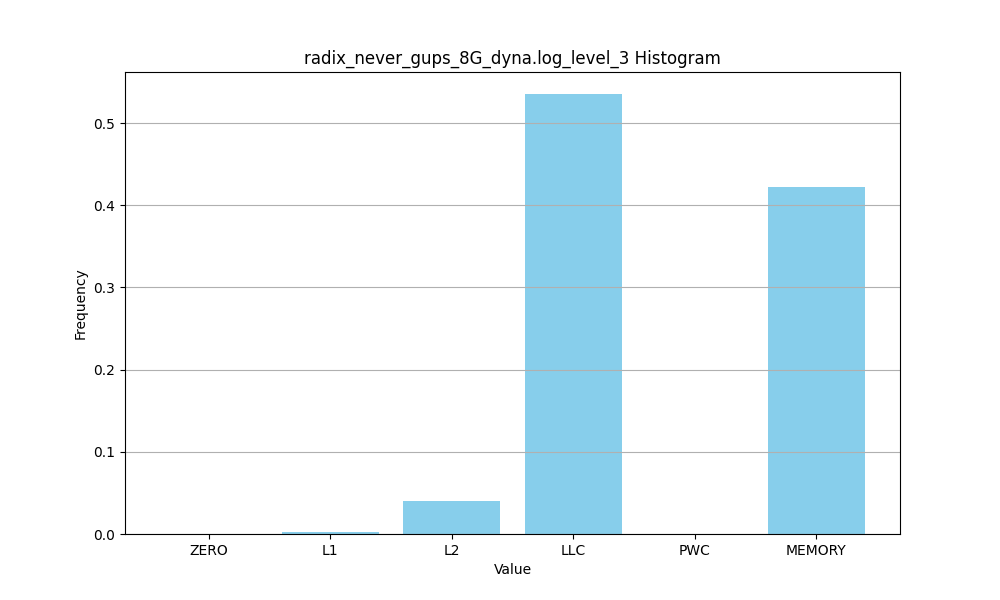 radix_never_gups_8G_dyna.log_level_3 Histogram
0.5
0.4
0.3
0.2
0.1
0.0
Frequency
ZERO L1 L2 LLC PWC MEMORY
Value